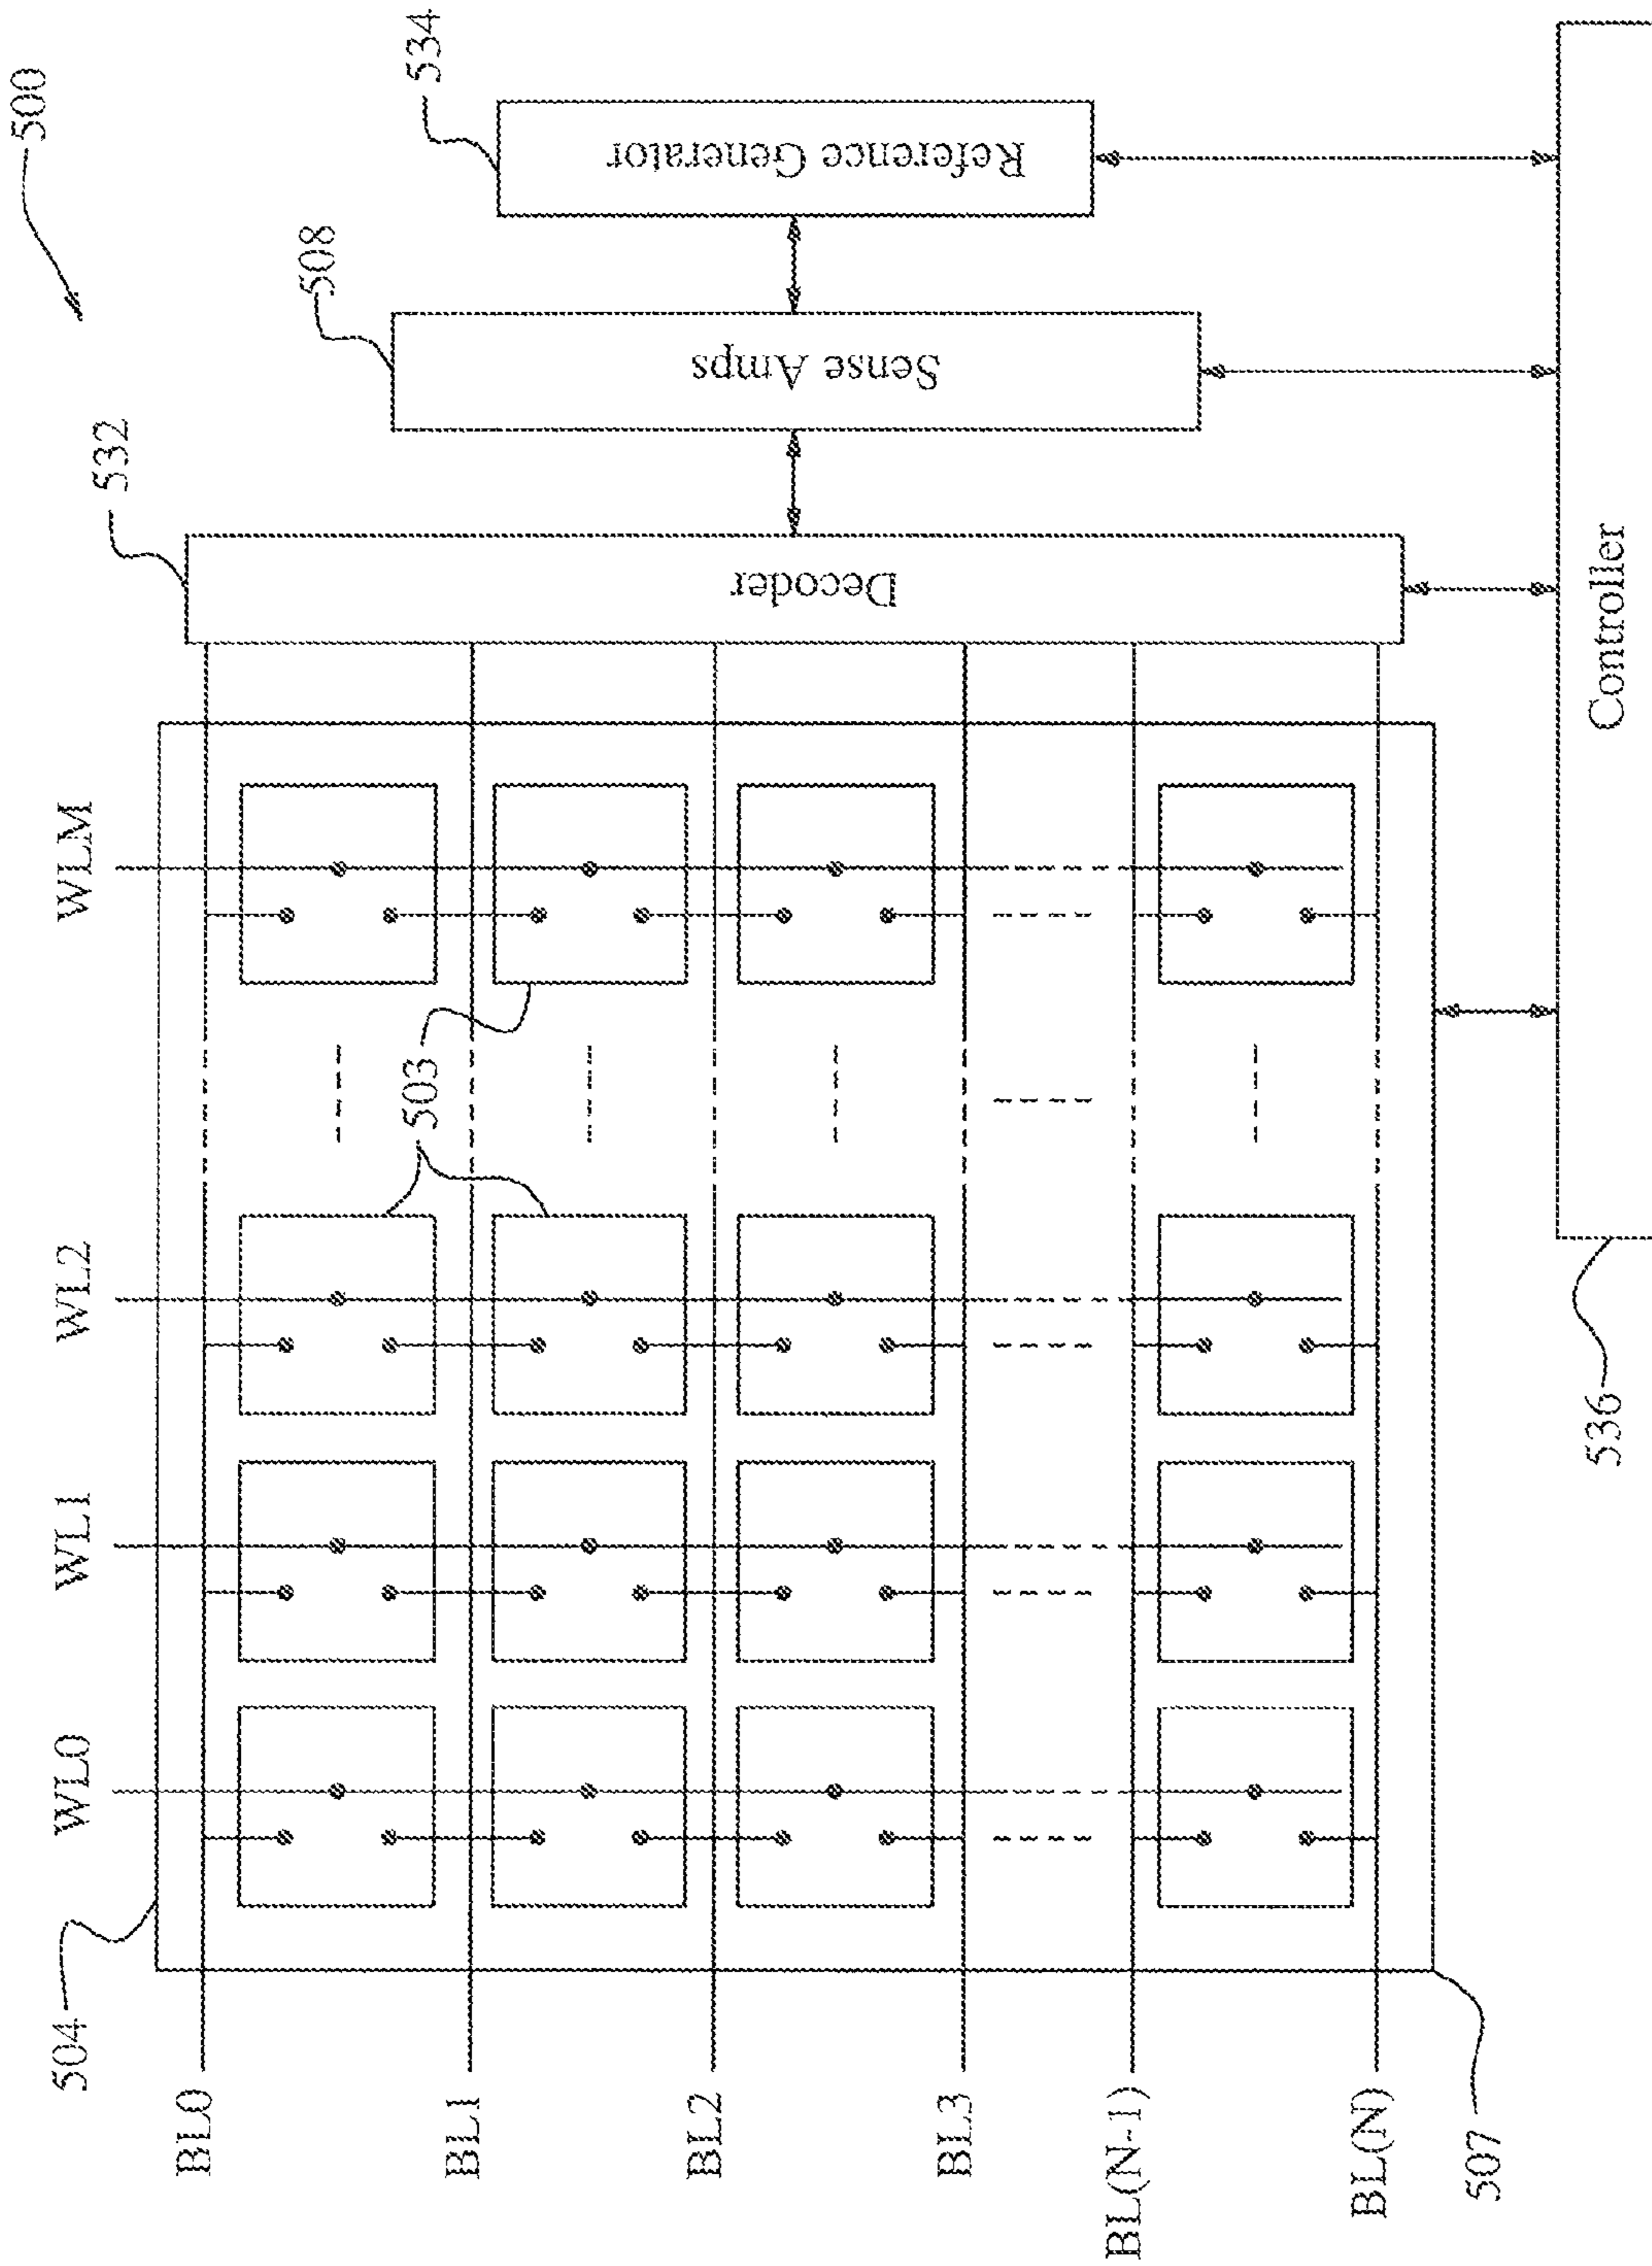 500
WL0
WL1
WL2
WLM
504
532
508
534
BL0
503
BL1
Decoder
Sense Amps
Reference Generator
BL2
BL3
BL(N-1)
BL(N)
507
536
Controller